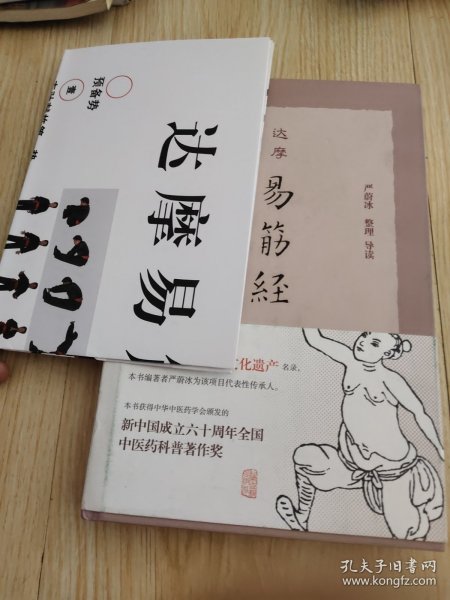 预备势
壹
达摩易
达摩
易筋経
严蔚冰 整理 导读
化遗产名录,
本书编著者严蔚冰为该项目代表性传承人。
本书获得中华中医药学会颁发的
新中国成立六十周年全国
中医药科普著作奖
孔夫子旧书网
www.kongfz.com